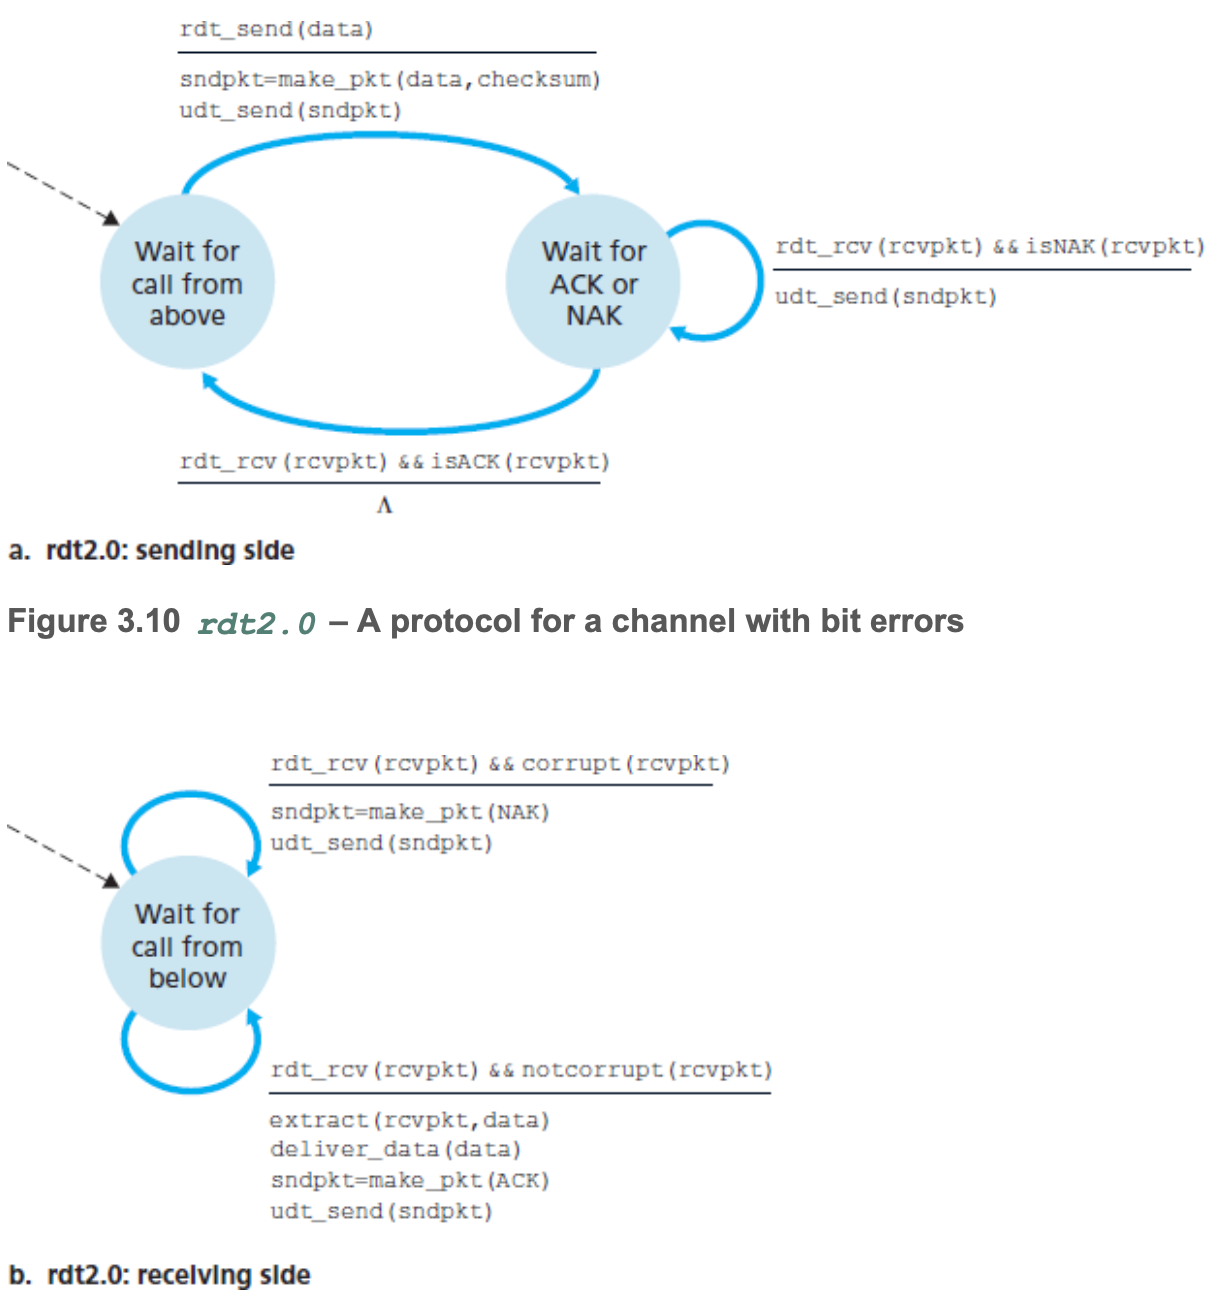 rdt_send(data)
sndpkt=make_pkt(data,checksum)
udt_send(sndpkt)
Wait for
call from
above
Wait for
ACK or
NAK
rdt_rcv(rcvpkt) && isNAK(rcvpkt)
udt_send(sndpkt)
rdt_rcv(rcvpkt) && isACK(rcvpkt)
Λ
a. rdt2.0: sending side
Figure 3.10 rdt2.0 – A protocol for a channel with bit errors
rdt_rcv(rcvpkt) && corrupt(rcvpkt)
sndpkt=make_pkt(NAK)
udt_send(sndpkt)
Wait for
call from
below
rdt_rcv(rcvpkt) && notcorrupt(rcvpkt)
extract(rcvpkt,data)
deliver_data(data)
sndpkt=make_pkt(ACK)
udt_send(sndpkt)
b. rdt2.0: receiving side